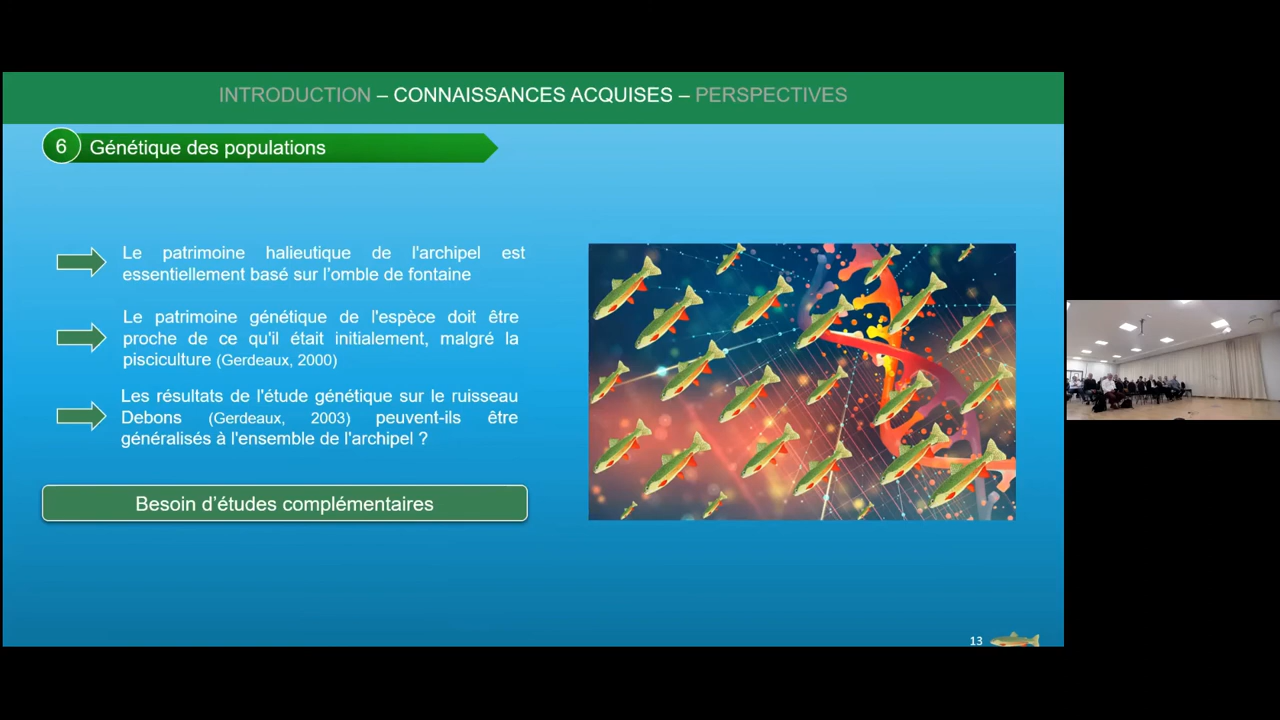 INTRODUCTION – CONNAISSANCES ACQUISES – PERSPECTIVES
6
Génétique des populations
Le patrimoine halieutique de l'archipel est
essentiellement basé sur l’omble de fontaine
Le patrimoine génétique de l'espèce doit être
proche de ce qu'il était initialement, malgré la
pisciculture (Gerdeaux, 2000)
Les résultats de l'étude génétique sur le ruisseau
Debons (Gerdeaux, 2003) peuvent-ils être
généralisés à l'ensemble de l'archipel ?
Besoin d’études complémentaires
13